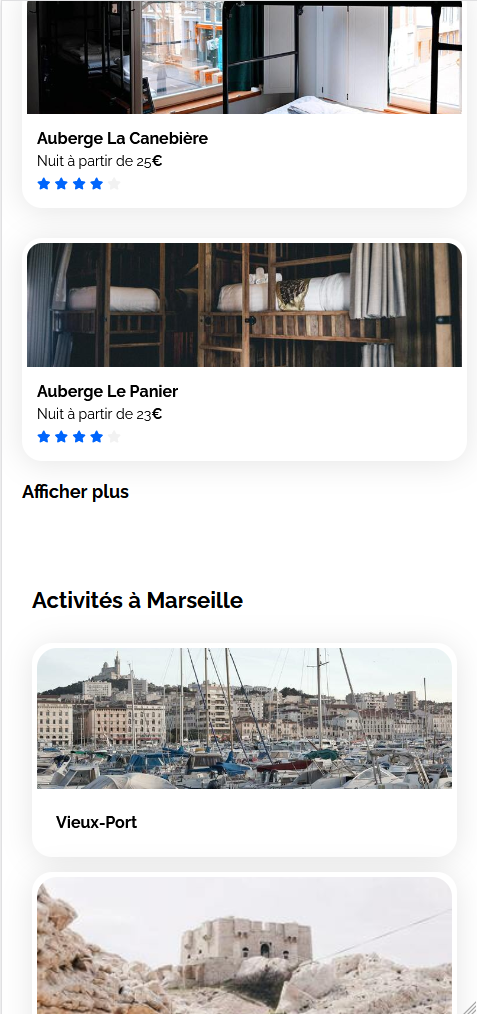 Auberge La Canebière
Nuit à partir de 25€
Auberge Le Panier
Nuit à partir de 23€
Afficher plus
Activités à Marseille
Vieux-Port